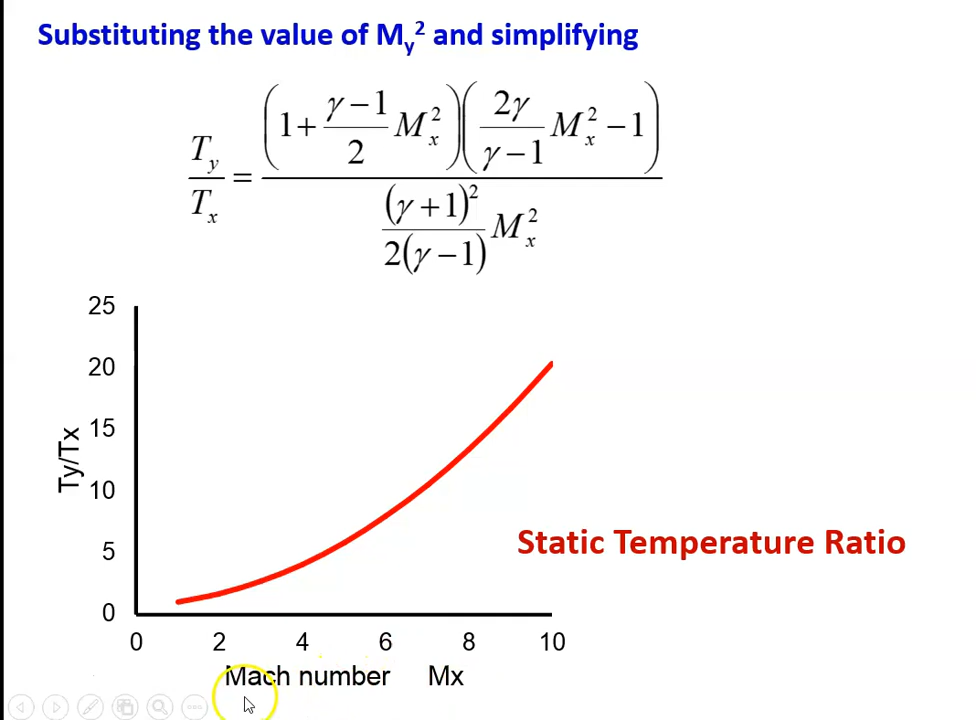 Substituting the value of My² and simplifying
Ty/Tx = (1 + (γ − 1)/2 Mx²)(2γ/(γ − 1) Mx² − 1) / ((γ + 1)²/(2(γ − 1)) Mx²)
25
20
15
10
5
0
Ty/Tx
Static Temperature Ratio
0 2 4 6 8 10
Mach number Mx